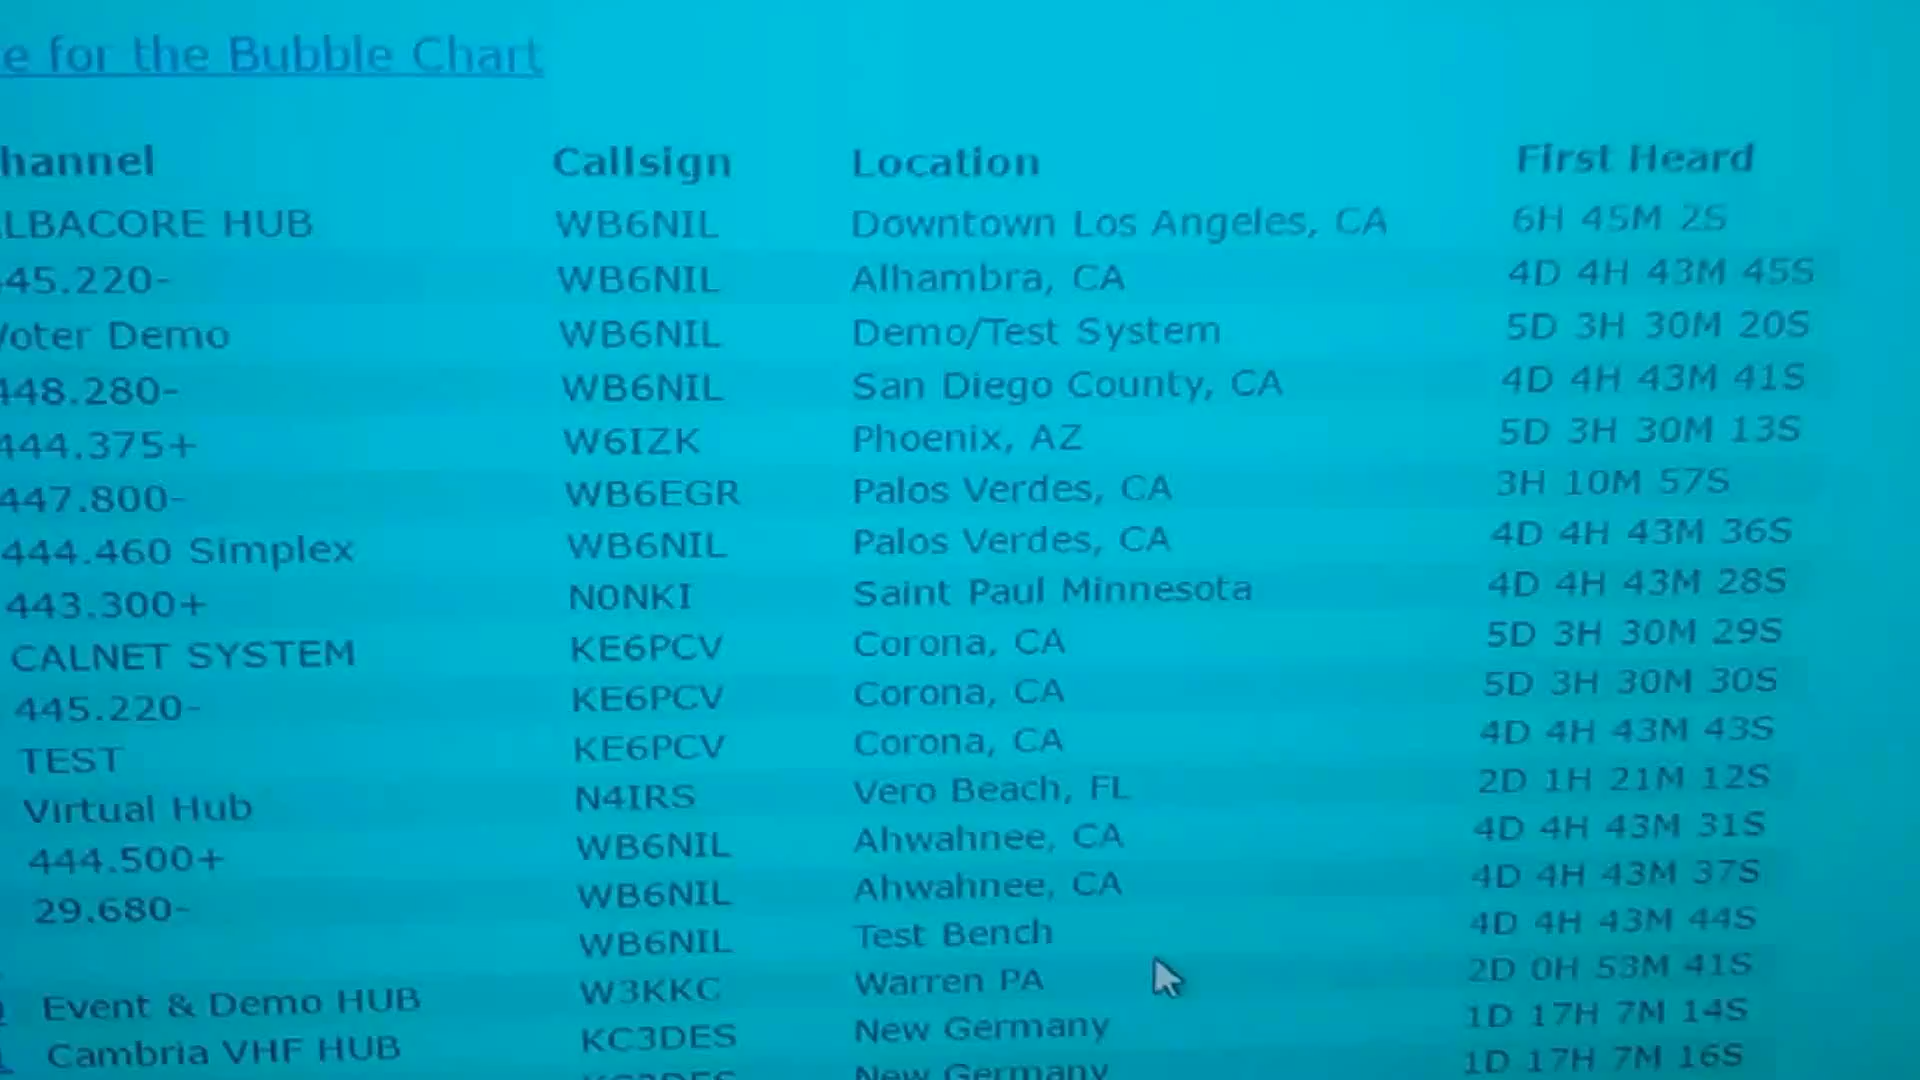 e for the Bubble Chart
hannel Callsign Location First Heard
LBACORE HUB WB6NIL Downtown Los Angeles, CA 6H 45M 2S
45.220- WB6NIL Alhambra, CA 4D 4H 43M 45S
Voter Demo WB6NIL Demo/Test System 5D 3H 30M 20S
448.280- WB6NIL San Diego County, CA 4D 4H 43M 41S
444.375+ W6IZK Phoenix, AZ 5D 3H 30M 13S
447.800- WB6EGR Palos Verdes, CA 3H 10M 57S
444.460 Simplex WB6NIL Palos Verdes, CA 4D 4H 43M 36S
443.300+ N0NKI Saint Paul Minnesota 4D 4H 43M 28S
CALNET SYSTEM KE6PCV Corona, CA 5D 3H 30M 29S
445.220- KE6PCV Corona, CA 5D 3H 30M 30S
TEST KE6PCV Corona, CA 4D 4H 43M 43S
Virtual Hub N4IRS Vero Beach, FL 2D 1H 21M 12S
444.500+ WB6NIL Ahwahnee, CA 4D 4H 43M 31S
29.680- WB6NIL Ahwahnee, CA 4D 4H 43M 37S
WB6NIL Test Bench 4D 4H 43M 44S
Event & Demo HUB W3KKC Warren PA 2D 0H 53M 41S
Cambria VHF HUB KC3DES New Germany 1D 17H 7M 14S
New Germany 1D 17H 7M 16S